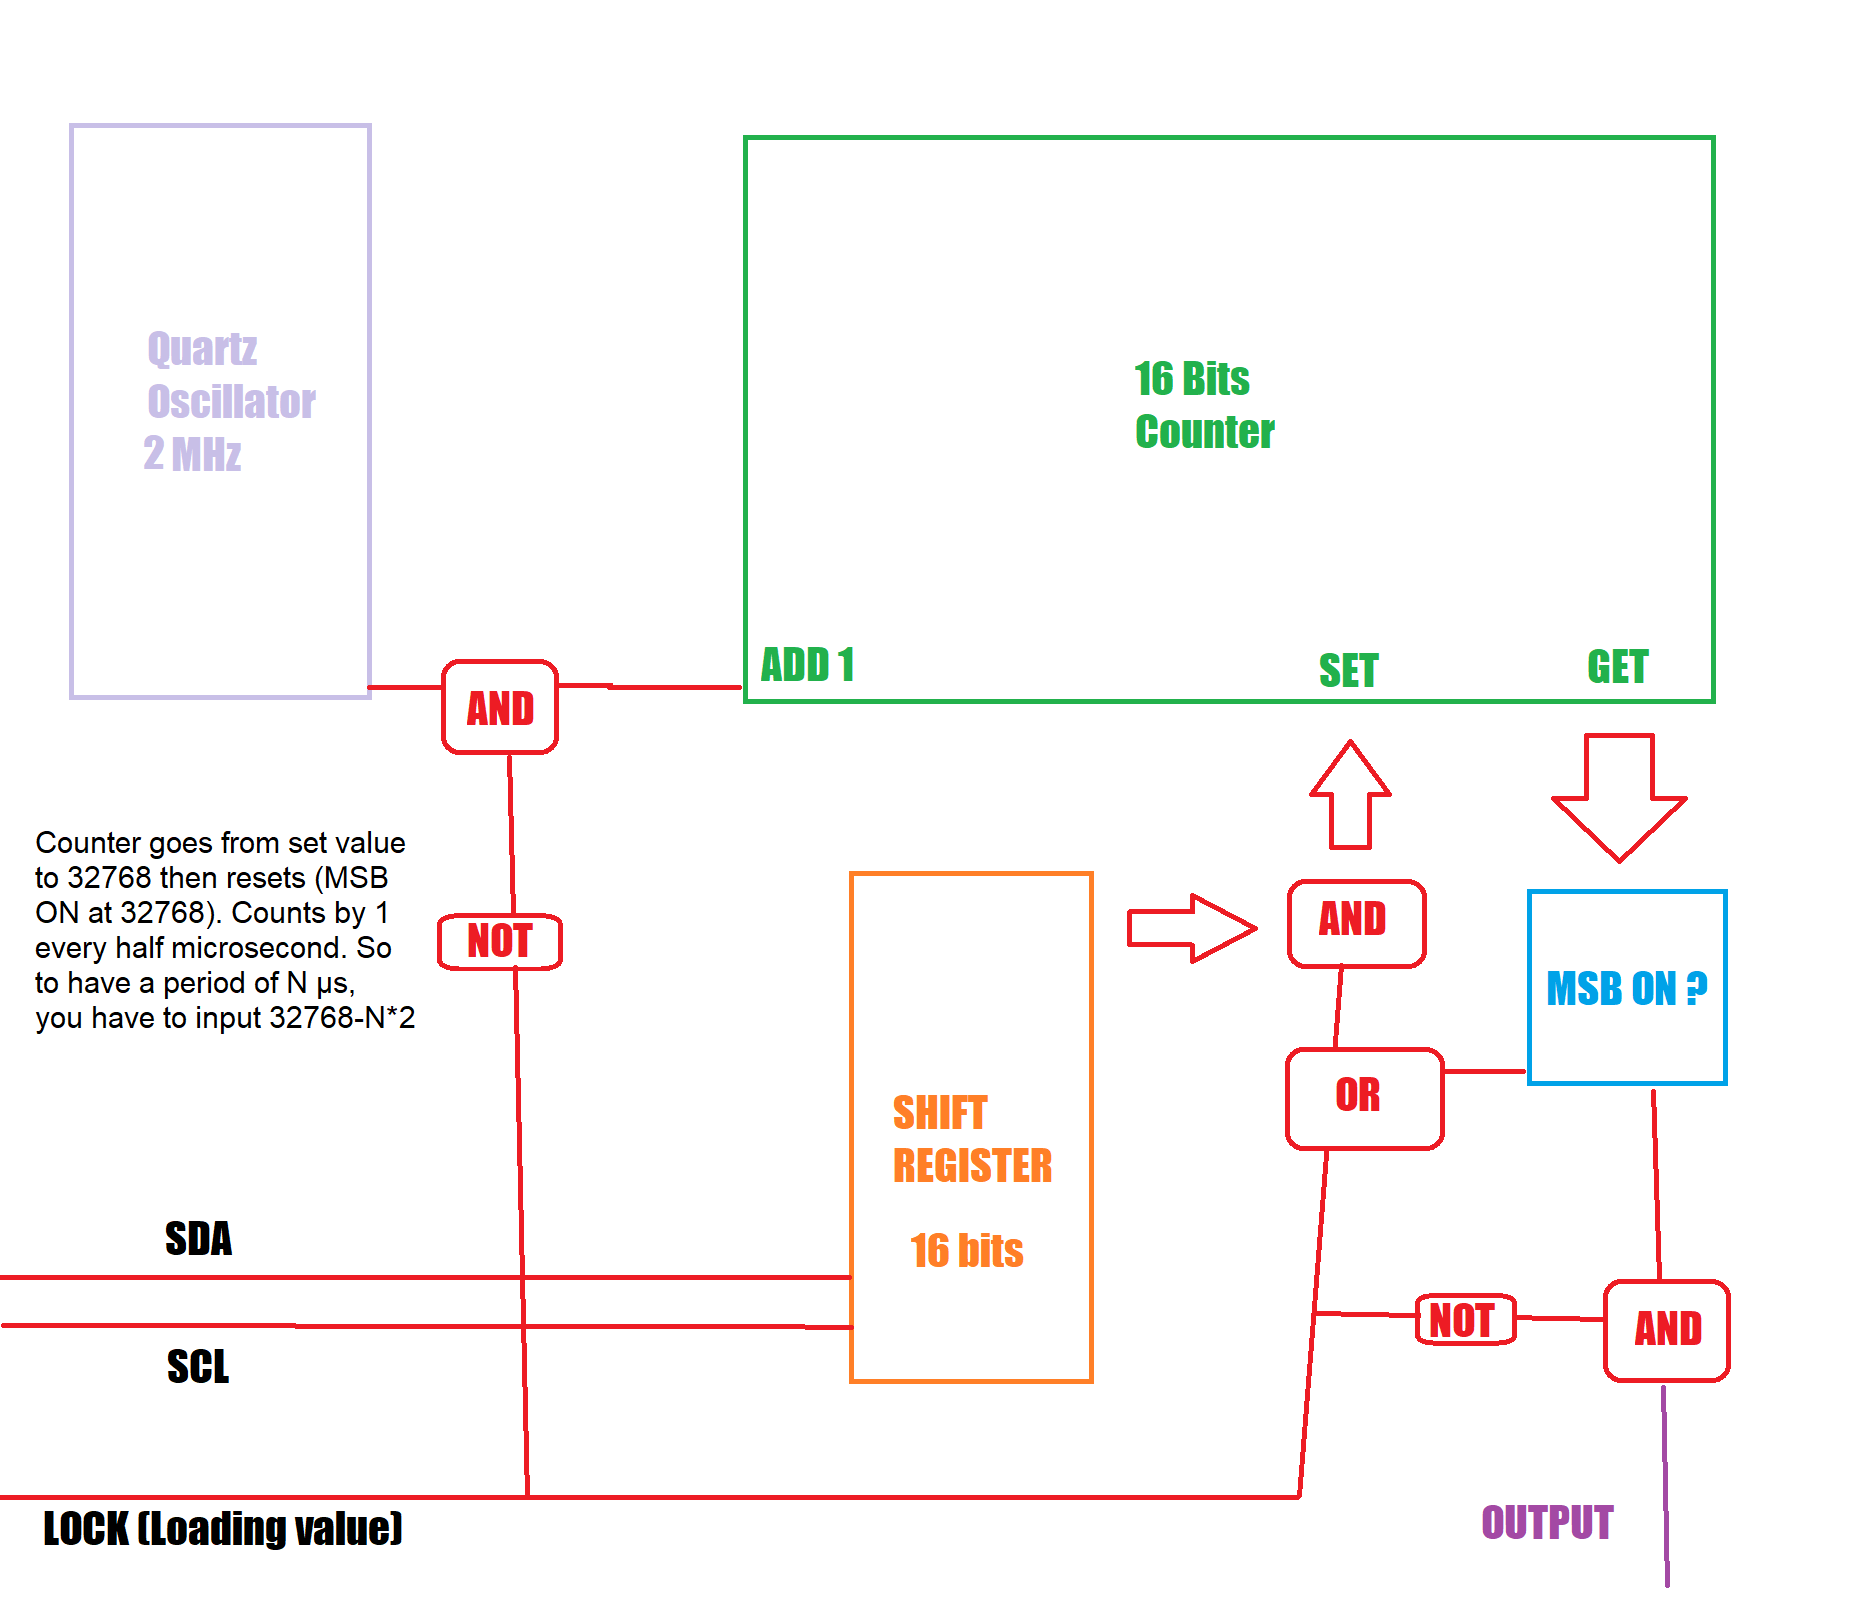 Quartz
Oscillator
2 MHz
16 Bits
Counter
ADD 1
SET
GET
AND
Counter goes from set value
to 32768 then resets (MSB
ON at 32768). Counts by 1
every half microsecond. So
to have a period of N µs,
you have to input 32768-N*2
NOT
AND
MSB ON ?
OR
SHIFT
REGISTER
16 bits
SDA
SCL
NOT
AND
LOCK (Loading value)
OUTPUT